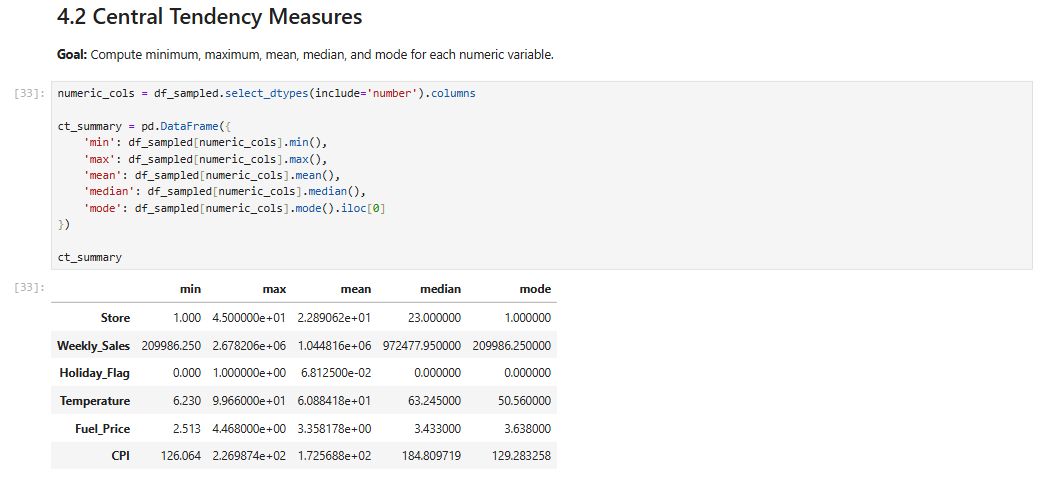 4.2 Central Tendency Measures
Goal: Compute minimum, maximum, mean, median, and mode for each numeric variable.
[33]: numeric_cols = df_sampled.select_dtypes(include='number').columns
ct_summary = pd.DataFrame({
'min': df_sampled[numeric_cols].min(),
'max': df_sampled[numeric_cols].max(),
'mean': df_sampled[numeric_cols].mean(),
'median': df_sampled[numeric_cols].median(),
'mode': df_sampled[numeric_cols].mode().iloc[0]
})
ct_summary
[33]: min max mean median mode
Store 1.000 4.500000e+01 2.289062e+01 23.000000 1.000000
Weekly_Sales 209986.250 2.678206e+06 1.044816e+06 972477.950000 209986.250000
Holiday_Flag 0.000 1.000000e+00 6.812500e-02 0.000000 0.000000
Temperature 6.230 9.966000e+01 6.088418e+01 63.245000 50.560000
Fuel_Price 2.513 4.468000e+00 3.358178e+00 3.433000 3.638000
CPI 126.064 2.269874e+02 1.725688e+02 184.809719 129.283258